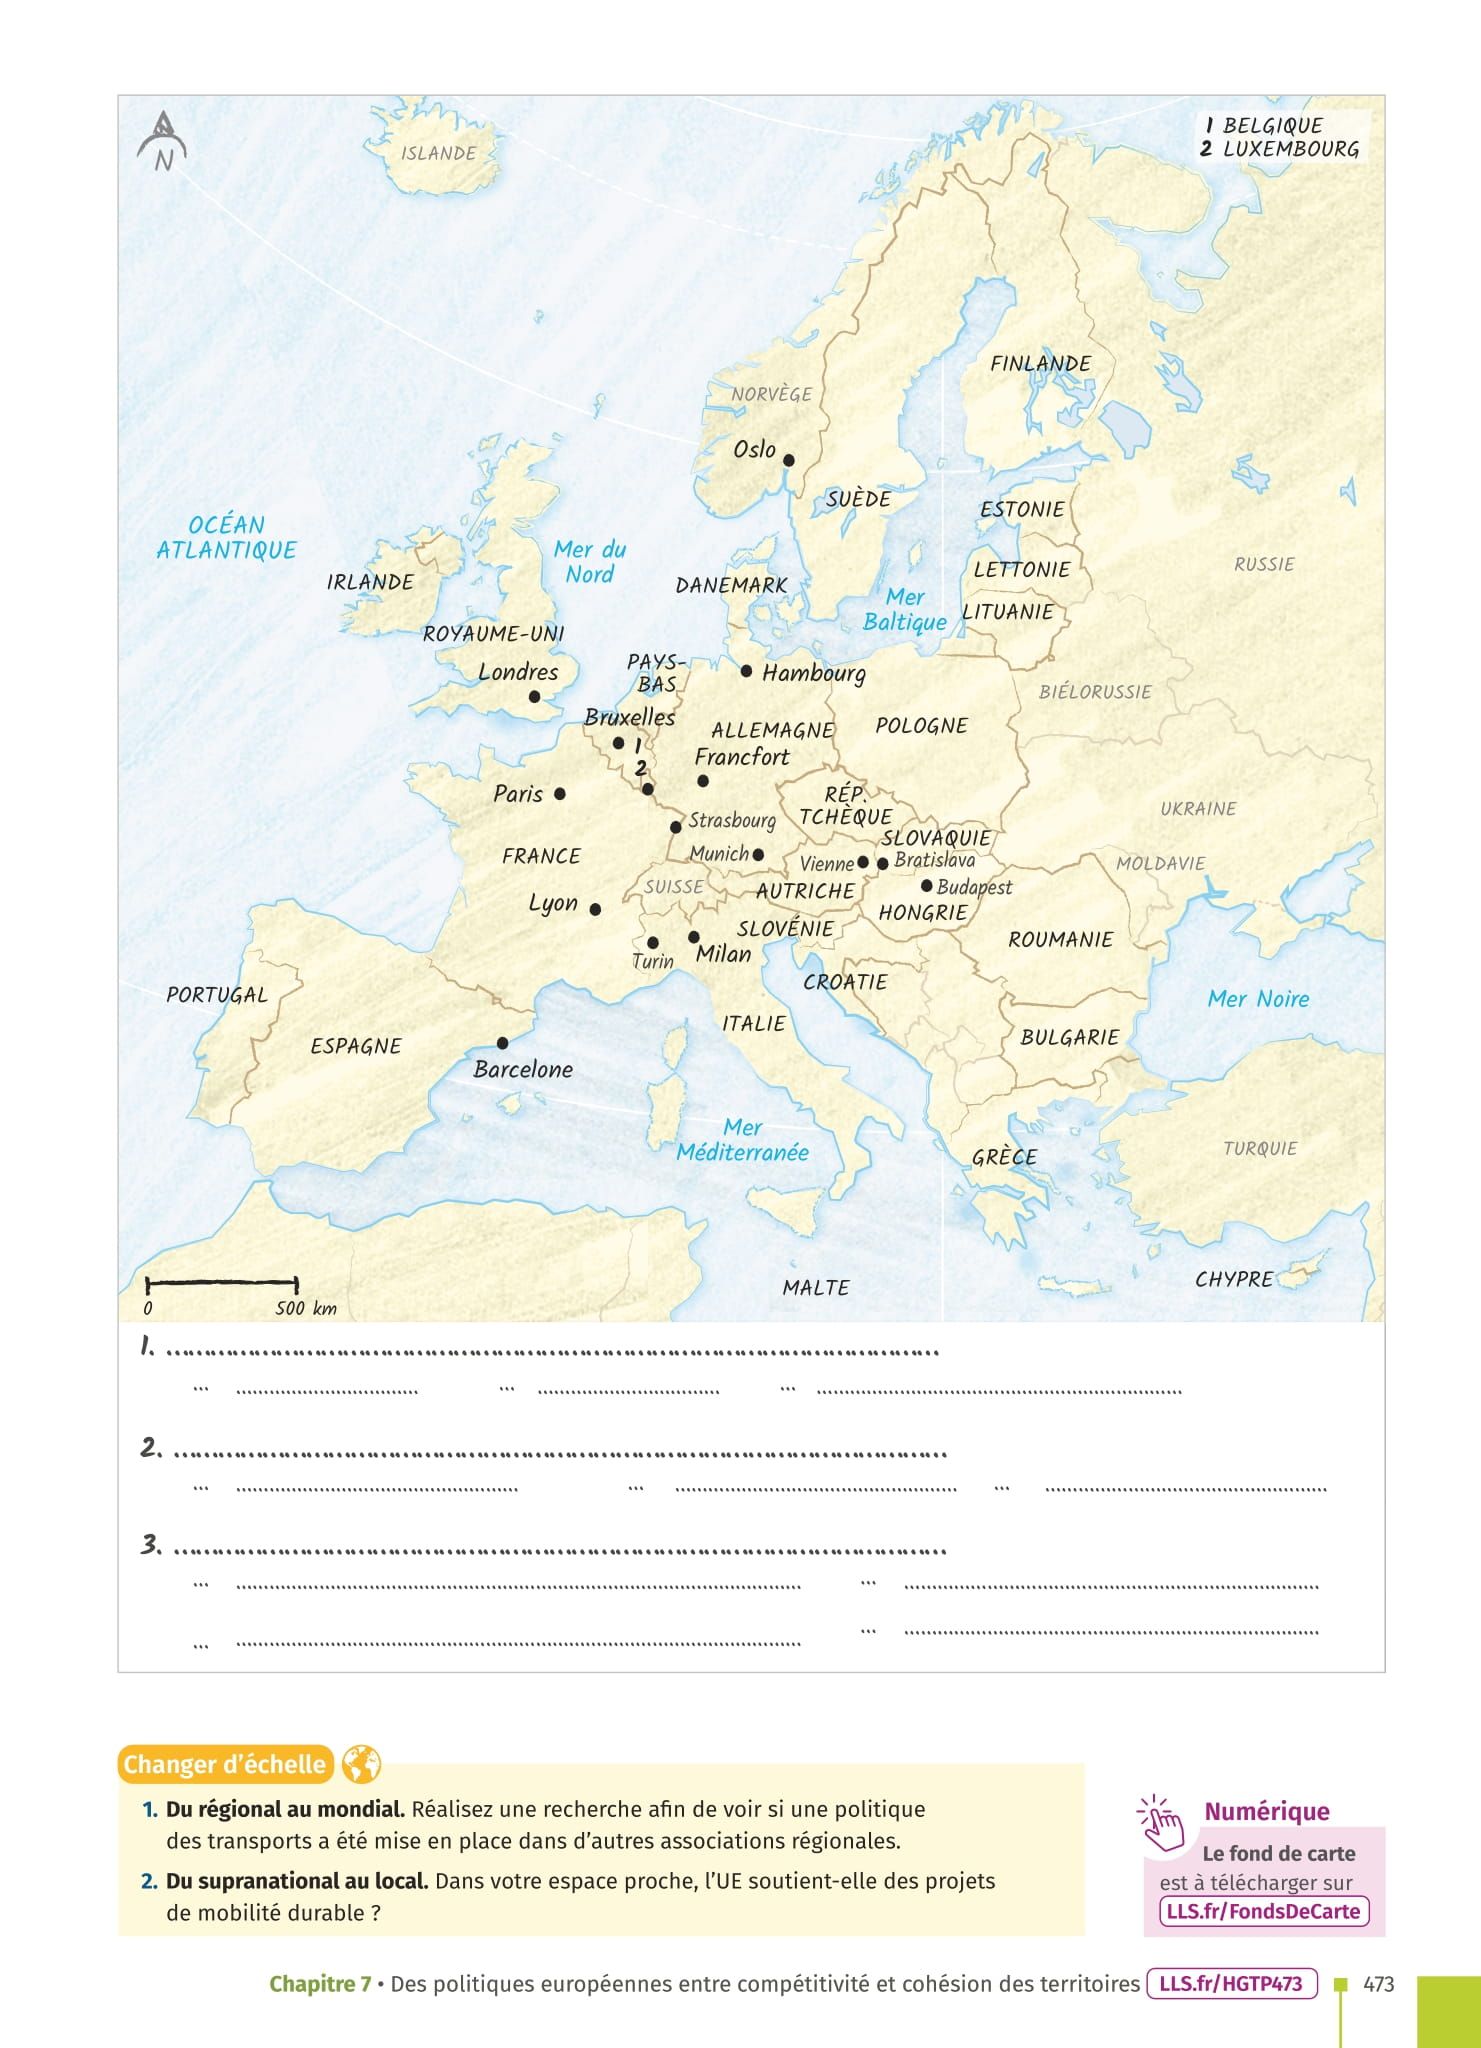 N
ISLANDE
1 BELGIQUE
2 LUXEMBOURG
FINLANDE
NORVÈGE
Oslo
SUÈDE
ESTONIE
OCÉAN
ATLANTIQUE
Mer du
Nord
RUSSIE
IRLANDE
DANEMARK
LETTONIE
Mer
Baltique
LITUANIE
ROYAUME-UNI
Londres
PAYS-
BAS
Hambourg
BIÉLORUSSIE
Bruxelles
1
2
ALLEMAGNE
Francfort
POLOGNE
Paris
RÉP.
TCHÈQUE
UKRAINE
Strasbourg
SLOVAQUIE
FRANCE
Munich
Vienne
Bratislava
MOLDAVIE
SUISSE
AUTRICHE
Budapest
Lyon
HONGRIE
SLOVÉNIE
ROUMANIE
Turin
Milan
CROATIE
PORTUGAL
Mer Noire
ITALIE
ESPAGNE
BULGARIE
Barcelone
Mer
Méditerranée
GRÈCE
TURQUIE
MALTE
CHYPRE
0 500 km
1. ................................................................
... .............................. ... .............................. ... ..............................
2. ................................................................
... .............................. ... .............................. ... ..............................
3. ................................................................
... .............................. ... ..............................
... .............................. ... ..............................
Changer d'échelle
1. Du régional au mondial. Réalisez une recherche afin de voir si une politique
des transports a été mise en place dans d'autres associations régionales.
2. Du supranational au local. Dans votre espace proche, l'UE soutient-elle des projets
de mobilité durable ?
Numérique
Le fond de carte
est à télécharger sur
LLS.fr/FondsDeCarte
Chapitre 7 • Des politiques européennes entre compétitivité et cohésion des territoires LLS.fr/HGTP473 473